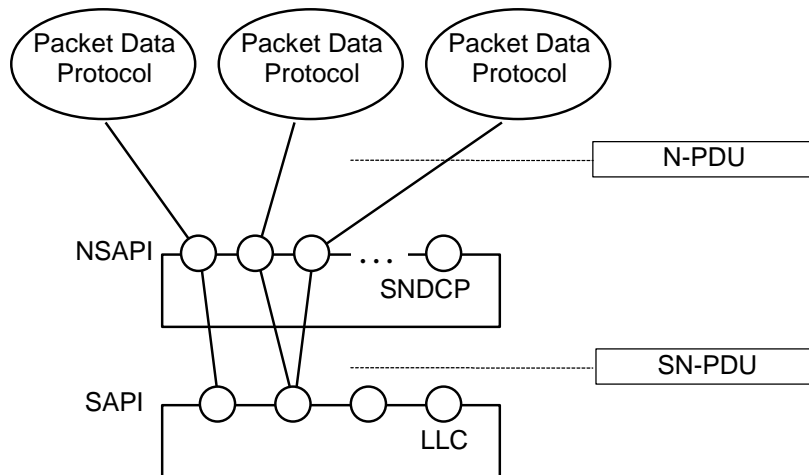 Packet Data
Protocol
Packet Data
Protocol
Packet Data
Protocol
N-PDU
NSAPI
...
SNDCP
SN-PDU
SAPI
LLC